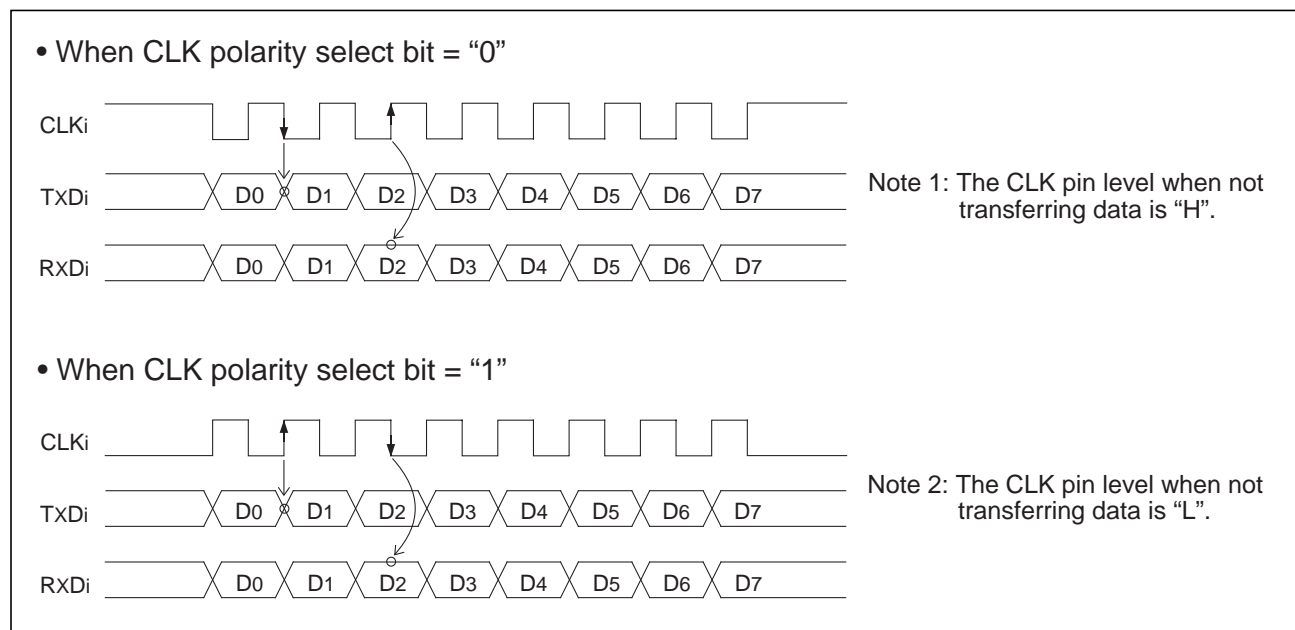 • When CLK polarity select bit = “0”
CLKi
TXDi
D0 D1 D2 D3 D4 D5 D6 D7
RXDi
D0 D1 D2 D3 D4 D5 D6 D7
Note 1: The CLK pin level when not
transferring data is “H”.
• When CLK polarity select bit = “1”
CLKi
TXDi
D0 D1 D2 D3 D4 D5 D6 D7
RXDi
D0 D1 D2 D3 D4 D5 D6 D7
Note 2: The CLK pin level when not
transferring data is “L”.